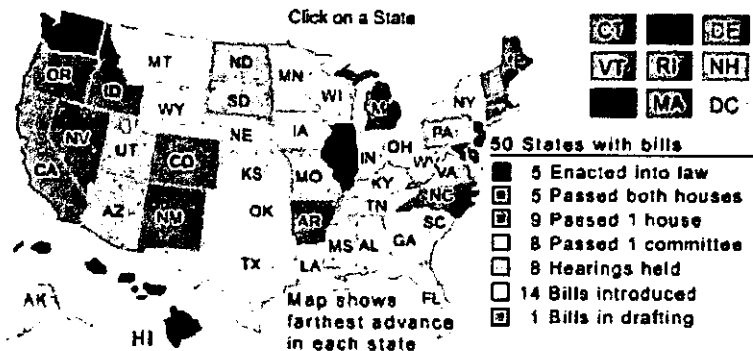 Click on a State
CT DE
VT RI NH
MA DC
OR ID MT ND MN WI NY ME
WY SD IA PA
NV UT NE OH
CA CO KS MO IN WV VA
KY
AZ NM OK AR TN NC
SC
MS AL GA
TX LA
FL
AK
HI
Map shows
farthest advance
in each state
50 States with bills
5 Enacted into law
5 Passed both houses
9 Passed 1 house
8 Passed 1 committee
8 Hearings held
14 Bills introduced
1 Bills in drafting